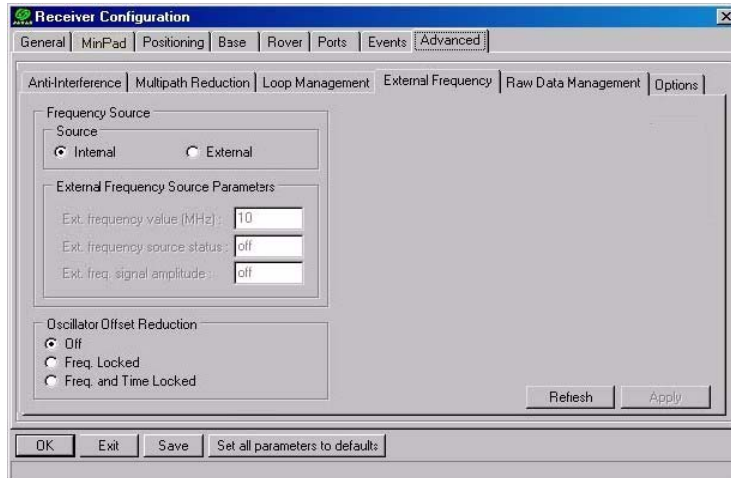 Receiver Configuration
General MinPad Positioning Base Rover Ports Events Advanced
Anti-Interference Multipath Reduction Loop Management External Frequency Raw Data Management Options
Frequency Source
Source
Internal External
External Frequency Source Parameters
Ext. frequency value (MHz) : 10
Ext. frequency source status : off
Ext. freq. signal amplitude : off
Oscillator Offset Reduction
Off
Freq. Locked
Freq. and Time Locked
Refresh Apply
OK Exit Save Set all parameters to defaults